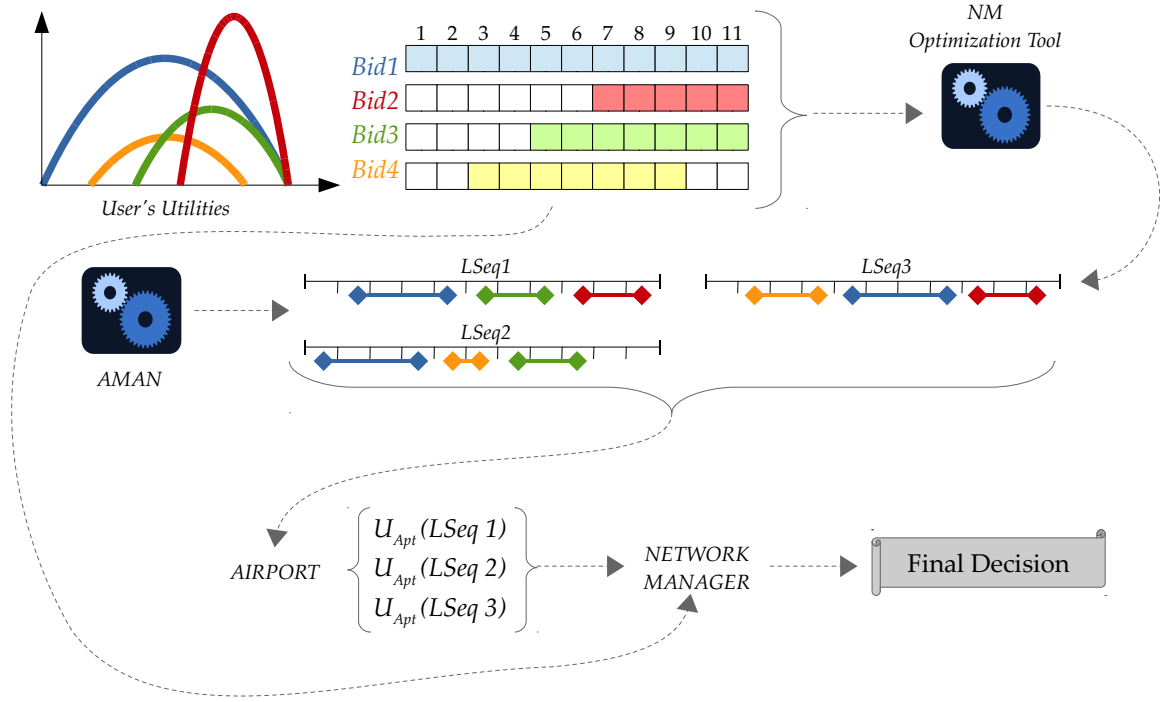 NM
Optimization Tool
1 2 3 4 5 6 7 8 9 10 11
Bid1
Bid2
Bid3
Bid4
User's Utilities
LSeq1
LSeq3
LSeq2
AMAN
AIRPORT
U_Apt (LSeq 1)
U_Apt (LSeq 2)
U_Apt (LSeq 3)
NETWORK
MANAGER
Final Decision